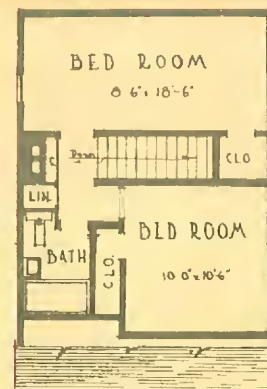 BED ROOM
8'6" x 18'-6"
C
Down
CLO
LIN.
BED ROOM
BATH
CLO.
10'0" x 10'6"